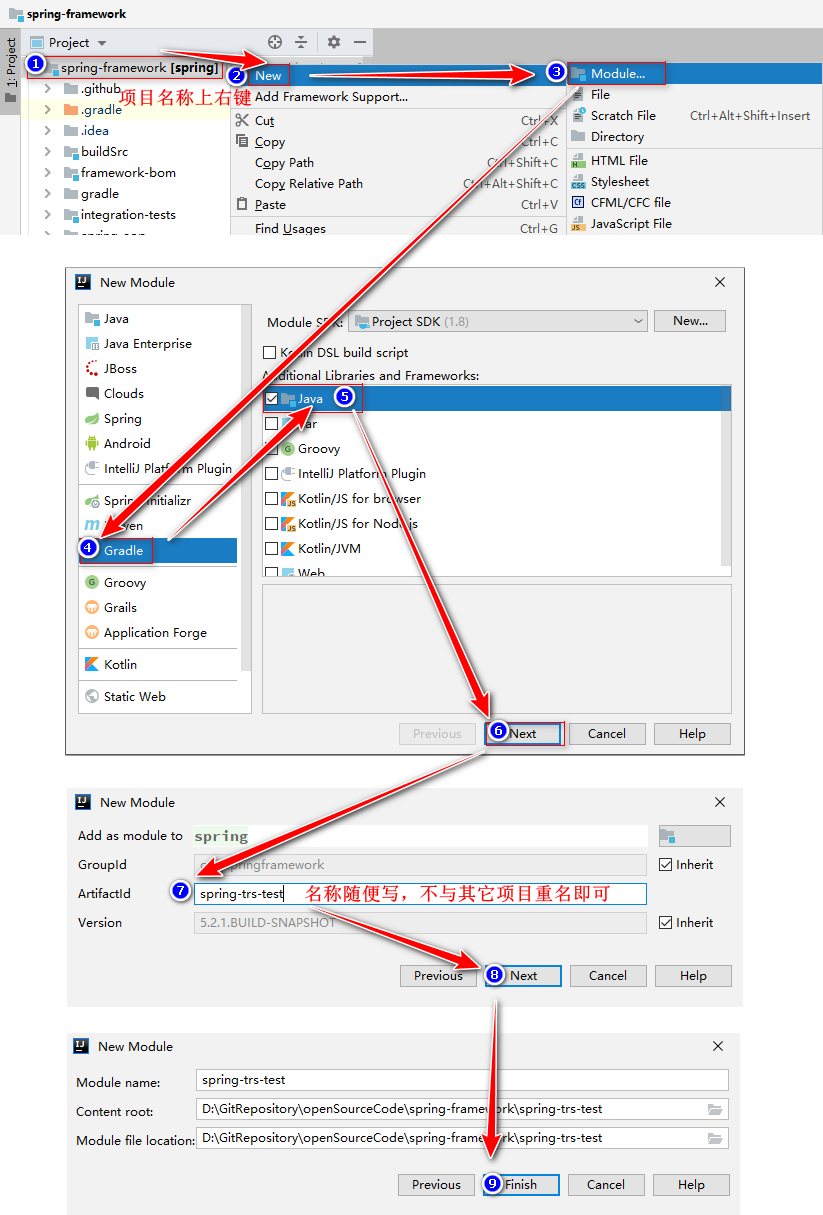 spring-framework
1: Project
Project
1 spring-framework [spring]
2 New
3 Module...
项目名称上右键
.github
.gradle
.idea
buildSrc
framework-bom
gradle
integration-tests
Add Framework Support...
Cut Ctrl+X
Copy Ctrl+C
Copy Path Ctrl+Shift+C
Copy Relative Path Ctrl+Alt+Shift+C
Paste Ctrl+V
Find Usages Ctrl+G
File
Scratch File Ctrl+Alt+Shift+Insert
Directory
HTML File
Stylesheet
CFML/CFC file
JavaScript File
New Module
Java
Java Enterprise
JBoss
Clouds
Spring
Android
IntelliJ Platform Plugin
Spring Initializr
Maven
4 Gradle
Groovy
Grails
Application Forge
Kotlin
Static Web
Module SDK: Project SDK (1.8) New...
Kotlin DSL build script
Additional Libraries and Frameworks:
Java 5
Groovy
IntelliJ Platform Plugin
Kotlin/JS for browser
Kotlin/JS for Node.js
Kotlin/JVM
Web
Previous 6 Next Cancel Help
New Module
Add as module to spring
GroupId org.springframework Inherit
ArtifactId 7 spring-trs-test 名称随便写，不与其它项目重名即可
Version 5.2.1.BUILD-SNAPSHOT Inherit
Previous 8 Next Cancel Help
New Module
Module name: spring-trs-test
Content root: D:\GitRepository\openSourceCode\spring-framework\spring-trs-test
Module file location: D:\GitRepository\openSourceCode\spring-framework\spring-trs-test
Previous 9 Finish Cancel Help